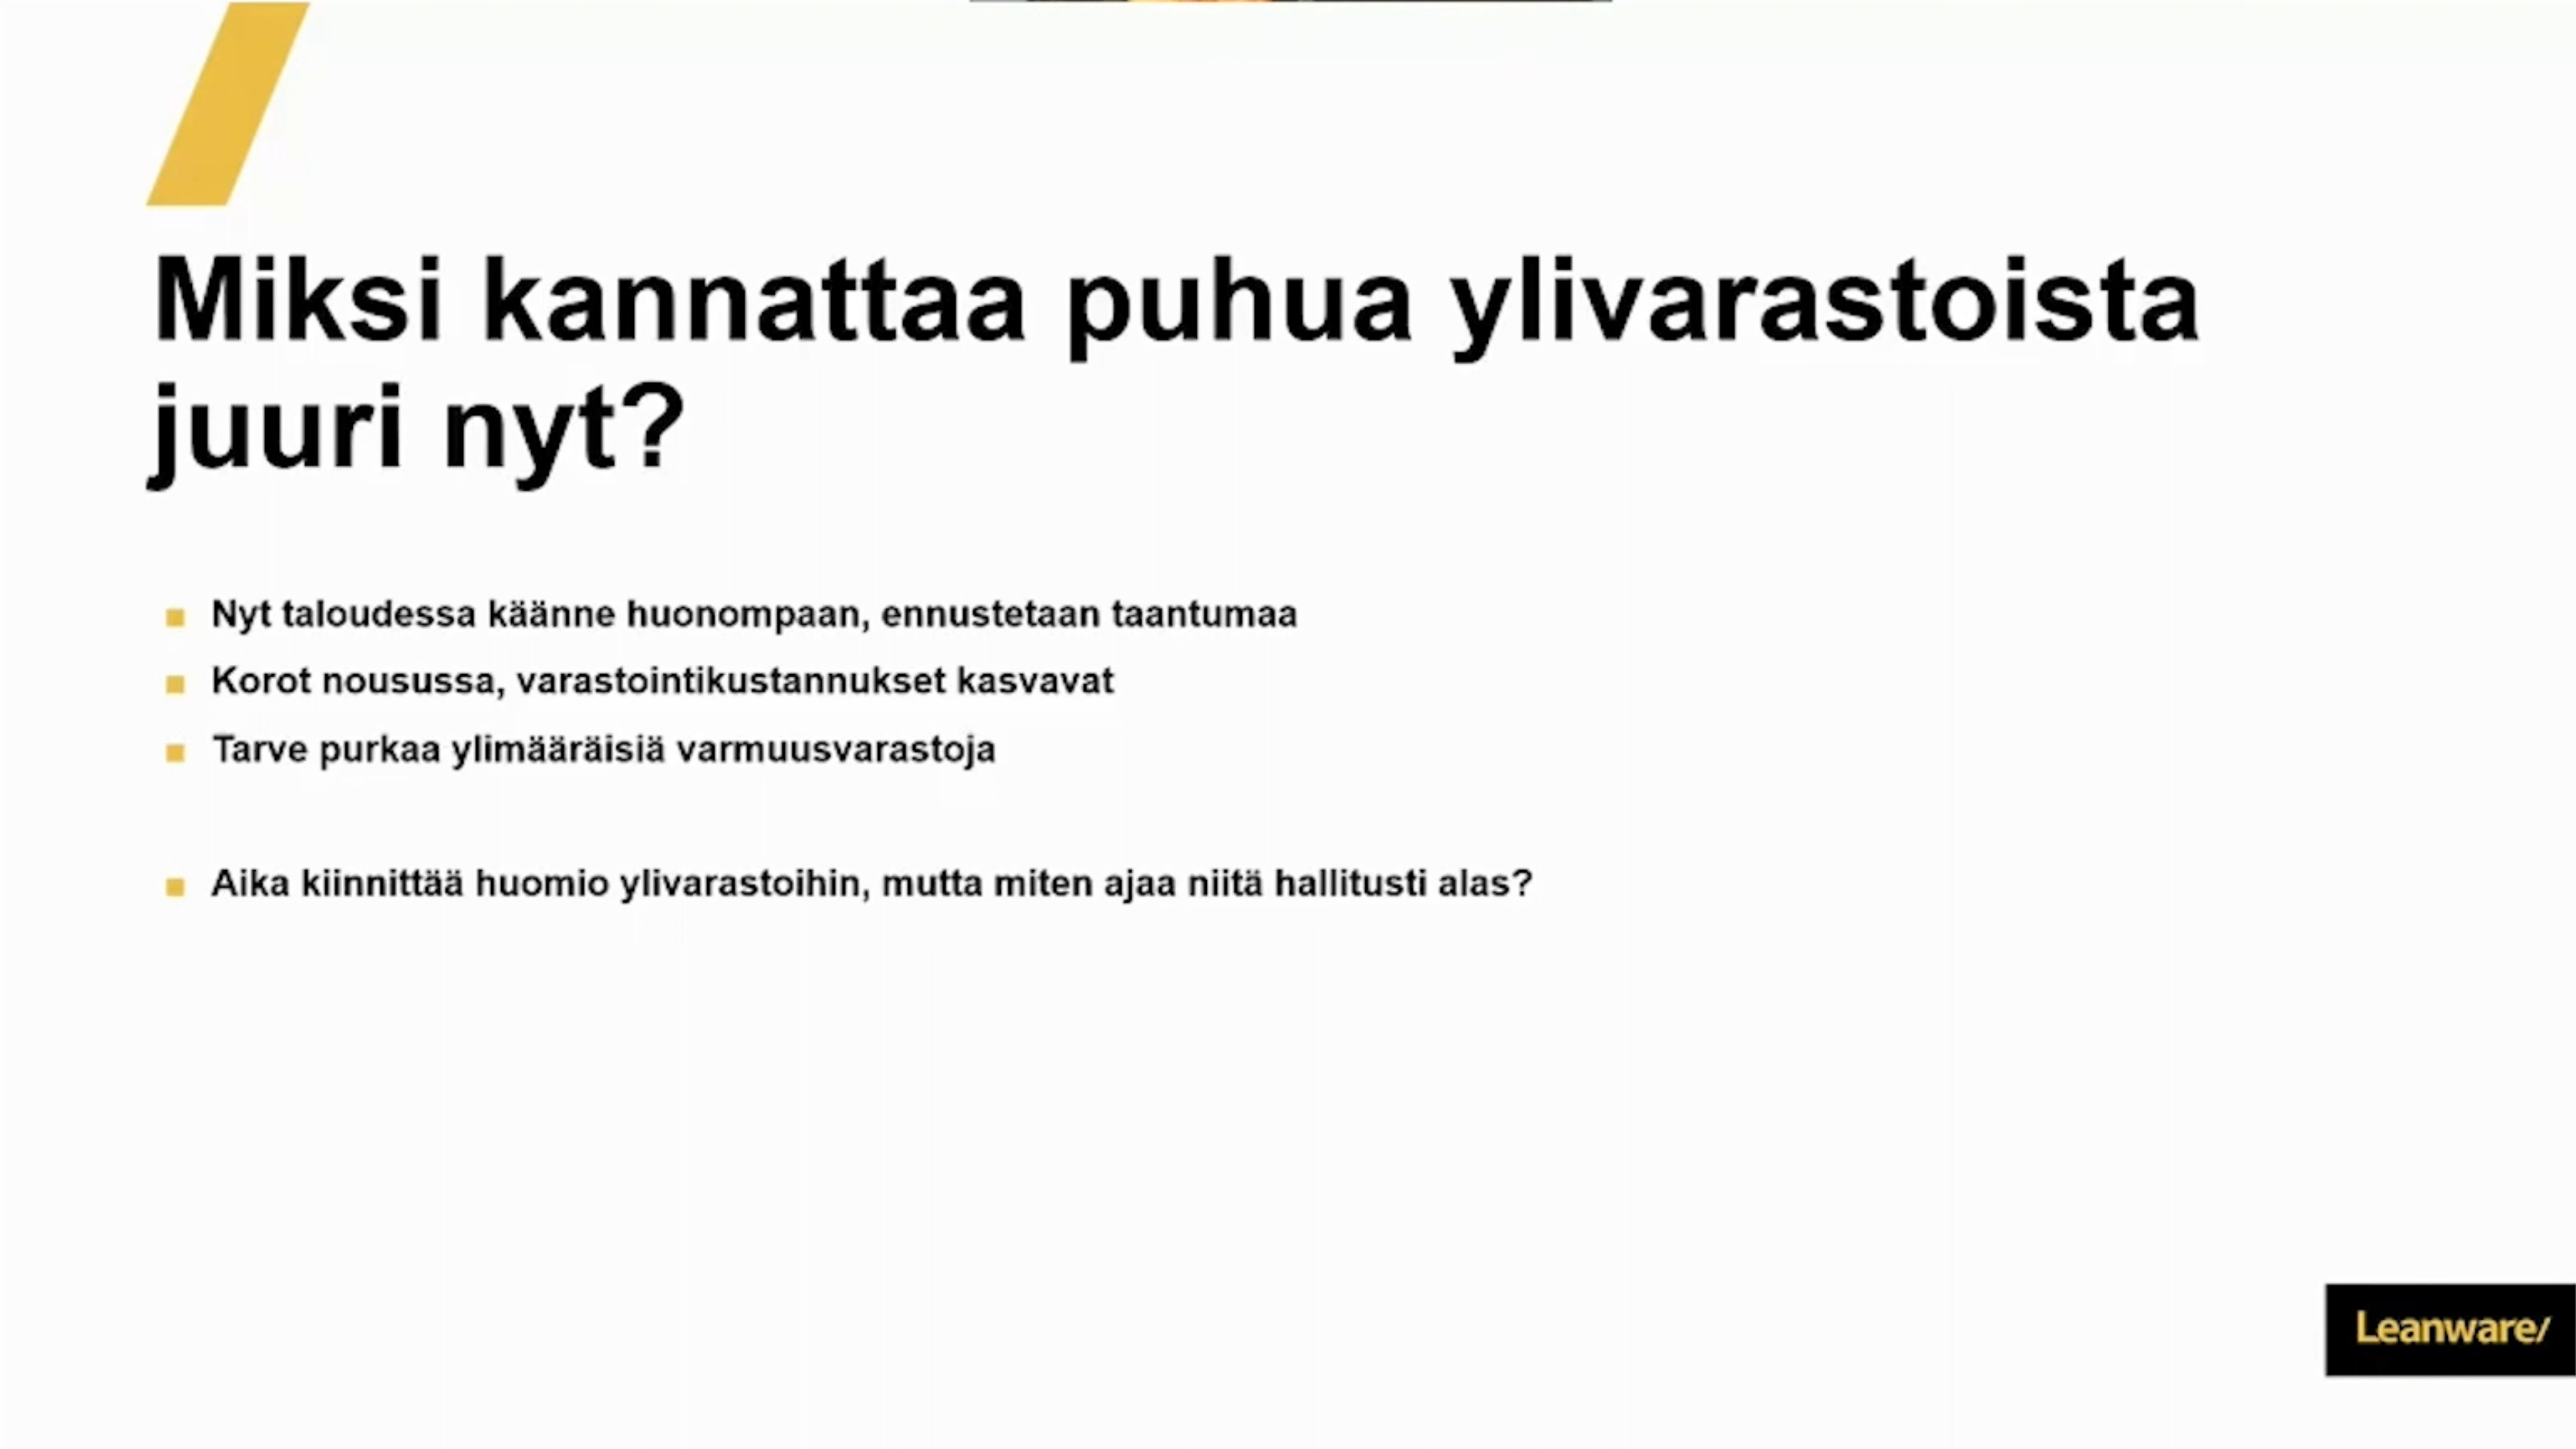 Miksi kannattaa puhua ylivarastoista
juuri nyt?
Nyt taloudessa käänne huonompaan, ennustetaan taantumaa
Korot nousussa, varastointikustannukset kasvavat
Tarve purkaa ylimääräisiä varmuusvarastoja
Aika kiinnittää huomio ylivarastoihin, mutta miten ajaa niitä hallitusti alas?
Leanware/